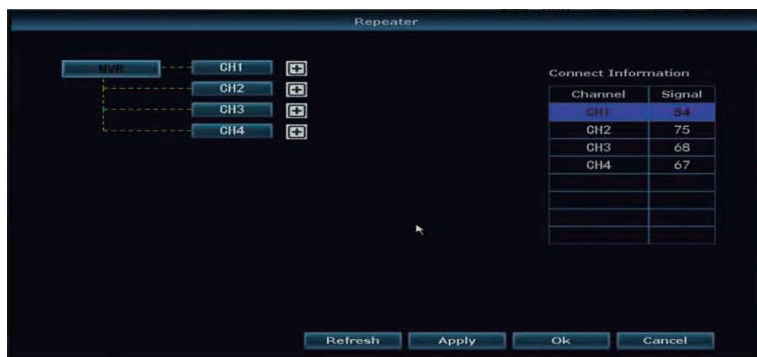 Repeater
NVR
CH1
CH2
CH3
CH4
Connect Information
Channel Signal
CH1 84
CH2 75
CH3 68
CH4 67
Refresh Apply Ok Cancel